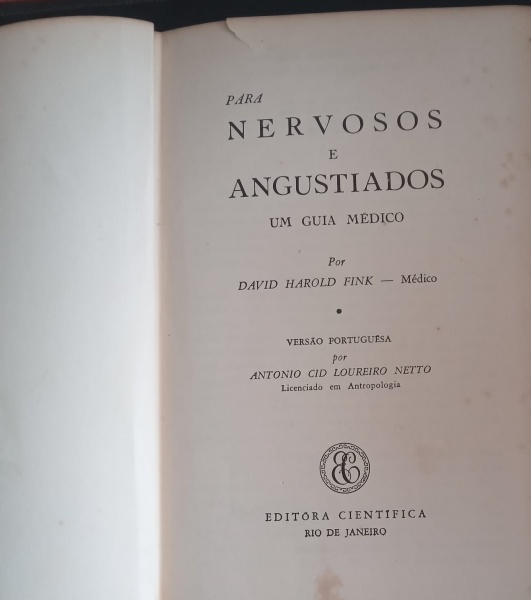 PARA
NERVOSOS
E
ANGUSTIADOS
UM GUIA MÉDICO
Por
DAVID HAROLD FINK — Médico
VERSÃO PORTUGUÊSA
por
ANTONIO CID LOUREIRO NETTO
Licenciado em Antropologia
EDITÔRA CIENTÍFICA
RIO DE JANEIRO